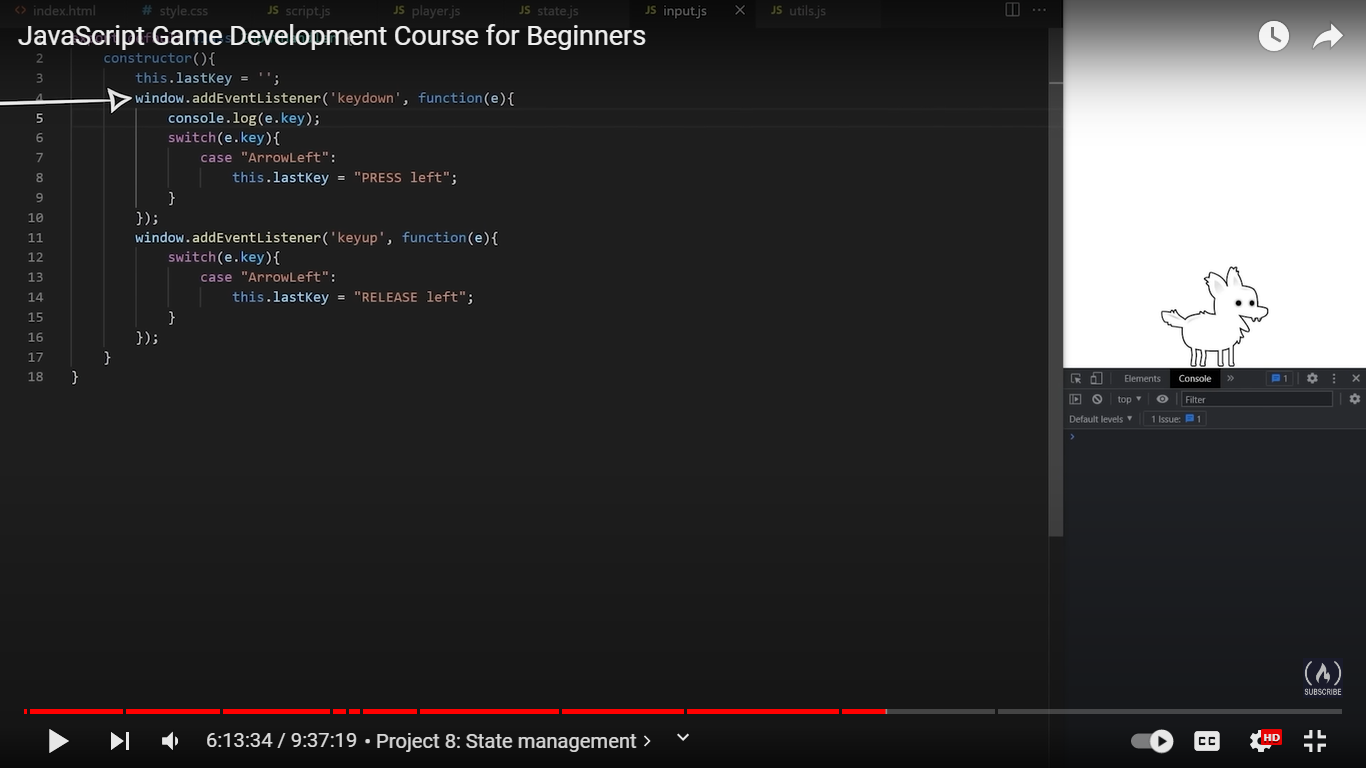 index.html # style.css JS script.js JS player.js JS state.js JS input.js JS utils.js
JavaScript Game Development Course for Beginners
2 constructor(){
3 this.lastKey = '';
4 window.addEventListener('keydown', function(e){
5 console.log(e.key);
6 switch(e.key){
7 case "ArrowLeft":
8 this.lastKey = "PRESS left";
9 }
10 });
11 window.addEventListener('keyup', function(e){
12 switch(e.key){
13 case "ArrowLeft":
14 this.lastKey = "RELEASE left";
15 }
16 });
17 }
18 }
Elements Console » 1
top Filter
Default levels 1 Issue: 1
SUBSCRIBE
6:13:34 / 9:37:19 • Project 8: State management
CC HD